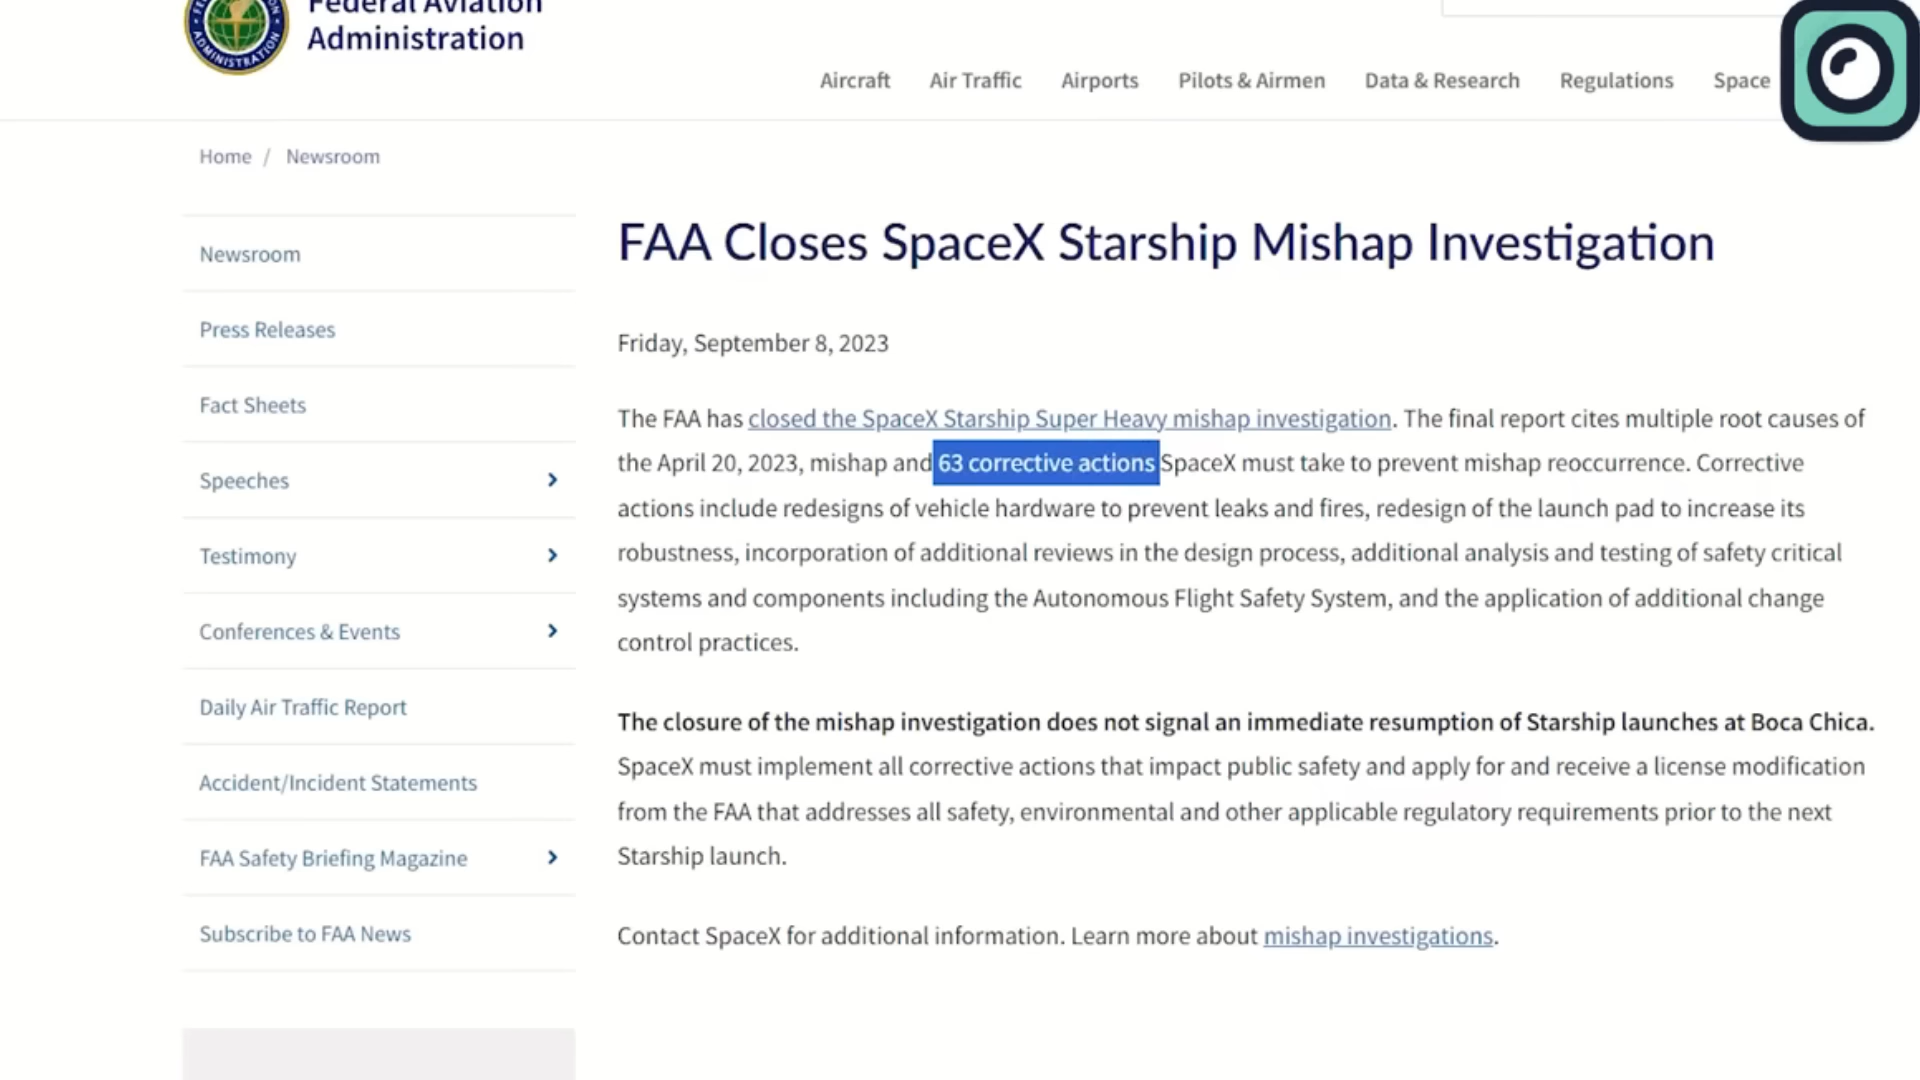 Federal Aviation
Administration
ADMINISTRATION
Aircraft Air Traffic Airports Pilots & Airmen Data & Research Regulations Space
Home / Newsroom
Newsroom
Press Releases
Fact Sheets
Speeches
Testimony
Conferences & Events
Daily Air Traffic Report
Accident/Incident Statements
FAA Safety Briefing Magazine
Subscribe to FAA News
FAA Closes SpaceX Starship Mishap Investigation
Friday, September 8, 2023
The FAA has closed the SpaceX Starship Super Heavy mishap investigation. The final report cites multiple root causes of
the April 20, 2023, mishap and 63 corrective actions SpaceX must take to prevent mishap reoccurrence. Corrective
actions include redesigns of vehicle hardware to prevent leaks and fires, redesign of the launch pad to increase its
robustness, incorporation of additional reviews in the design process, additional analysis and testing of safety critical
systems and components including the Autonomous Flight Safety System, and the application of additional change
control practices.
The closure of the mishap investigation does not signal an immediate resumption of Starship launches at Boca Chica.
SpaceX must implement all corrective actions that impact public safety and apply for and receive a license modification
from the FAA that addresses all safety, environmental and other applicable regulatory requirements prior to the next
Starship launch.
Contact SpaceX for additional information. Learn more about mishap investigations.